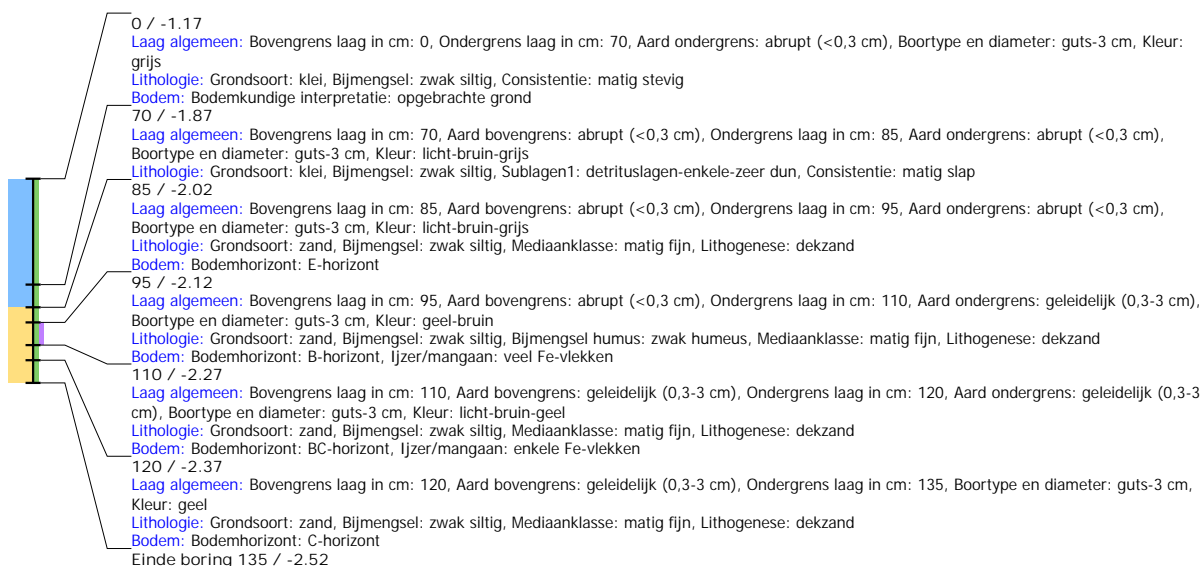 0 / -1.17
Laag algemeen: Bovengrens laag in cm: 0, Ondergrens laag in cm: 70, Aard ondergrens: abrupt (<0,3 cm), Boortype en diameter: guts-3 cm, Kleur:
grijs
Lithologie: Grondsoort: klei, Bijmengsel: zwak siltig, Consistentie: matig stevig
Bodem: Bodemkundige interpretatie: opgebrachte grond
70 / -1.87
Laag algemeen: Bovengrens laag in cm: 70, Aard bovengrens: abrupt (<0,3 cm), Ondergrens laag in cm: 85, Aard ondergrens: abrupt (<0,3 cm),
Boortype en diameter: guts-3 cm, Kleur: licht-bruin-grijs
Lithologie: Grondsoort: klei, Bijmengsel: zwak siltig, Sublagen1: detrituslagen-enkele-zeer dun, Consistentie: matig slap
85 / -2.02
Laag algemeen: Bovengrens laag in cm: 85, Aard bovengrens: abrupt (<0,3 cm), Ondergrens laag in cm: 95, Aard ondergrens: abrupt (<0,3 cm),
Boortype en diameter: guts-3 cm, Kleur: licht-bruin-grijs
Lithologie: Grondsoort: zand, Bijmengsel: zwak siltig, Mediaanklasse: matig fijn, Lithogenese: dekzand
Bodem: Bodemhorizont: E-horizont
95 / -2.12
Laag algemeen: Bovengrens laag in cm: 95, Aard bovengrens: abrupt (<0,3 cm), Ondergrens laag in cm: 110, Aard ondergrens: geleidelijk (0,3-3 cm),
Boortype en diameter: guts-3 cm, Kleur: geel-bruin
Lithologie: Grondsoort: zand, Bijmengsel: zwak siltig, Bijmengsel humus: zwak humeus, Mediaanklasse: matig fijn, Lithogenese: dekzand
Bodem: Bodemhorizont: B-horizont, Ijzer/mangaan: veel Fe-vlekken
110 / -2.27
Laag algemeen: Bovengrens laag in cm: 110, Aard bovengrens: geleidelijk (0,3-3 cm), Ondergrens laag in cm: 120, Aard ondergrens: geleidelijk (0,3-3
cm), Boortype en diameter: guts-3 cm, Kleur: licht-bruin-geel
Lithologie: Grondsoort: zand, Bijmengsel: zwak siltig, Mediaanklasse: matig fijn, Lithogenese: dekzand
Bodem: Bodemhorizont: BC-horizont, Ijzer/mangaan: enkele Fe-vlekken
120 / -2.37
Laag algemeen: Bovengrens laag in cm: 120, Aard bovengrens: geleidelijk (0,3-3 cm), Ondergrens laag in cm: 135, Boortype en diameter: guts-3 cm,
Kleur: geel
Lithologie: Grondsoort: zand, Bijmengsel: zwak siltig, Mediaanklasse: matig fijn, Lithogenese: dekzand
Bodem: Bodemhorizont: C-horizont
Einde boring 135 / -2.52